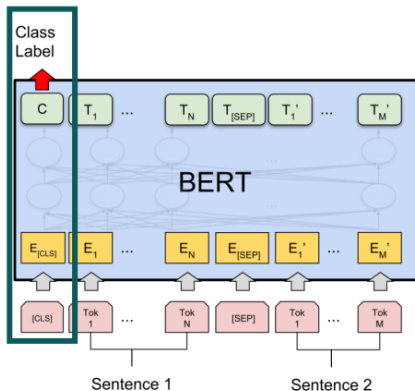 Class
Label
C T1 ... TN T[SEP] T1' ... TM'
...
BERT
...
E[CLS] E1 ... EN E[SEP] E1' ... EM'
[CLS] Tok 1 ... Tok N [SEP] Tok 1 ... Tok M
Sentence 1 Sentence 2